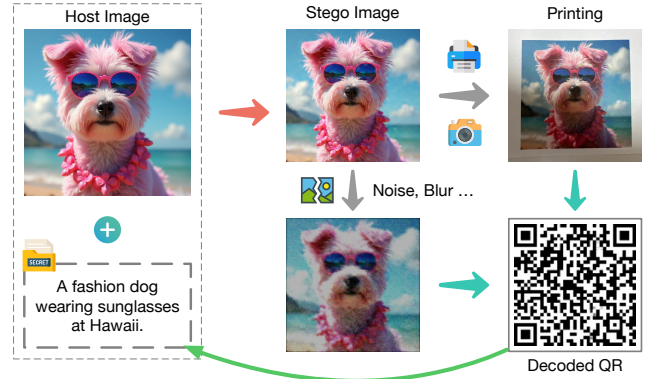 Host Image
Stego Image
Printing
Noise, Blur ...
SECRET
A fashion dog
wearing sunglasses
at Hawaii.
Decoded QR